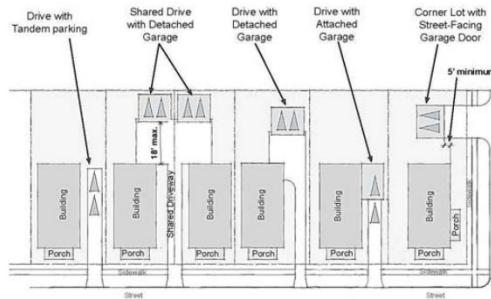 Drive with
Tandem parking
Shared Drive
with Detached
Garage
Drive with
Detached
Garage
Drive with
Attached
Garage
Corner Lot with
Street-Facing
Garage Door
5' minimum
18' max.
Building
Building
Shared Driveway
Building
Building
Building
Building
Porch
Sidewalk
Porch
Porch
Porch
Porch
Porch
Porch
Sidewalk
Sidewalk
Street
Street